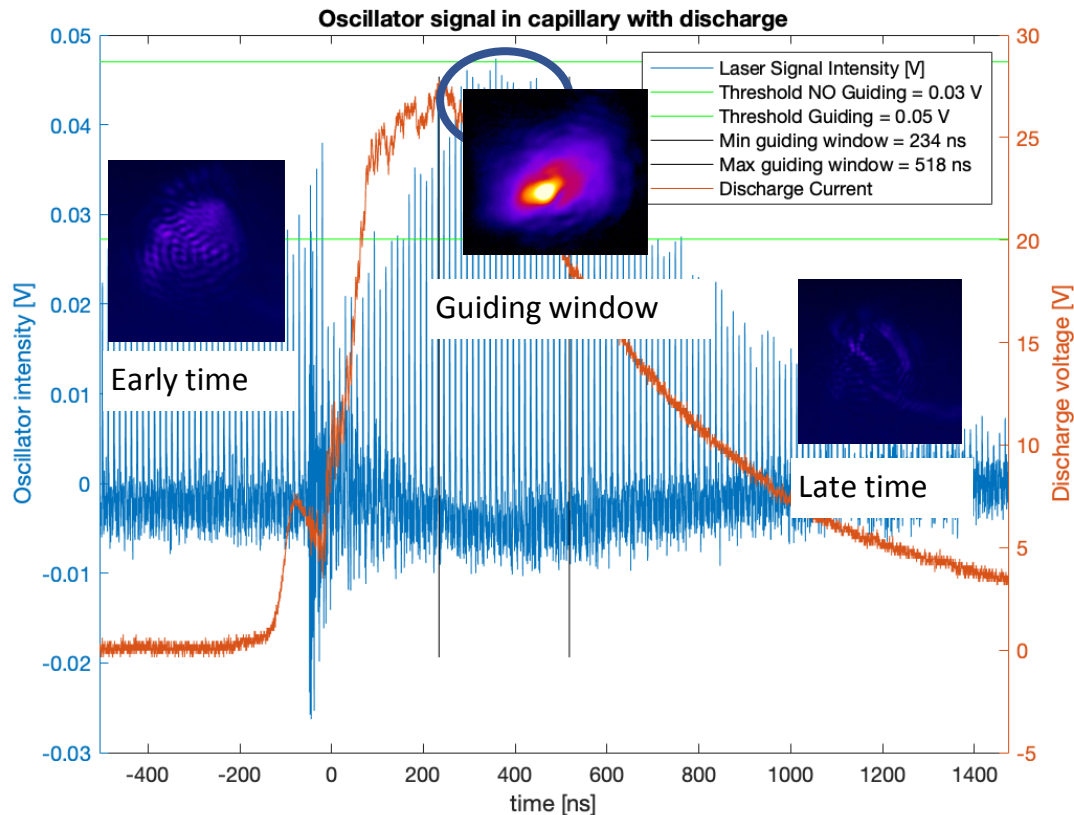 Oscillator signal in capillary with discharge
0.05
0.04
0.03
0.02
0.01
0
-0.01
-0.02
-0.03
Oscillator intensity [V]
Laser Signal Intensity [V]
Threshold NO Guiding = 0.03 V
Threshold Guiding = 0.05 V
Min guiding window = 234 ns
Max guiding window = 518 ns
Discharge Current
Early time
Guiding window
Late time
30
25
20
15
10
5
0
-5
Discharge voltage [V]
-400
-200
0
200
400
600
800
1000
1200
1400
time [ns]